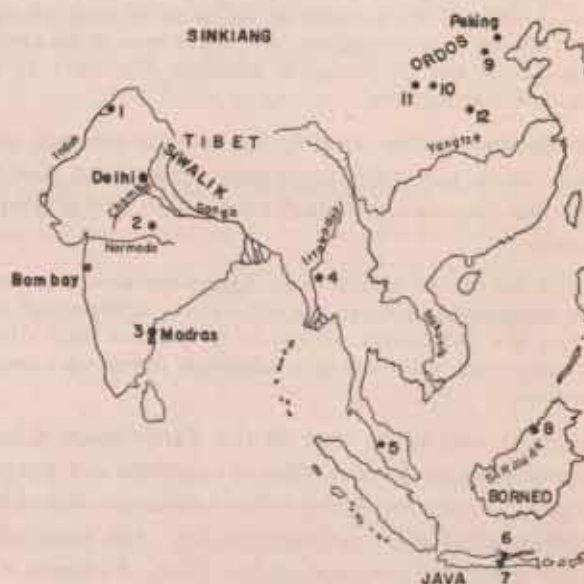 Peking
SINKIANG
ORDOS
9
11 10
12
1
TIBET
Yangtze
Indus
SIWALIK
Delhi
Chambal
Ganga
2
Irrawaddy
Narmada
4
Bombay
Mekong
3 Madras
5
8
SARAWAK
BORNEO
6
JAVA 7